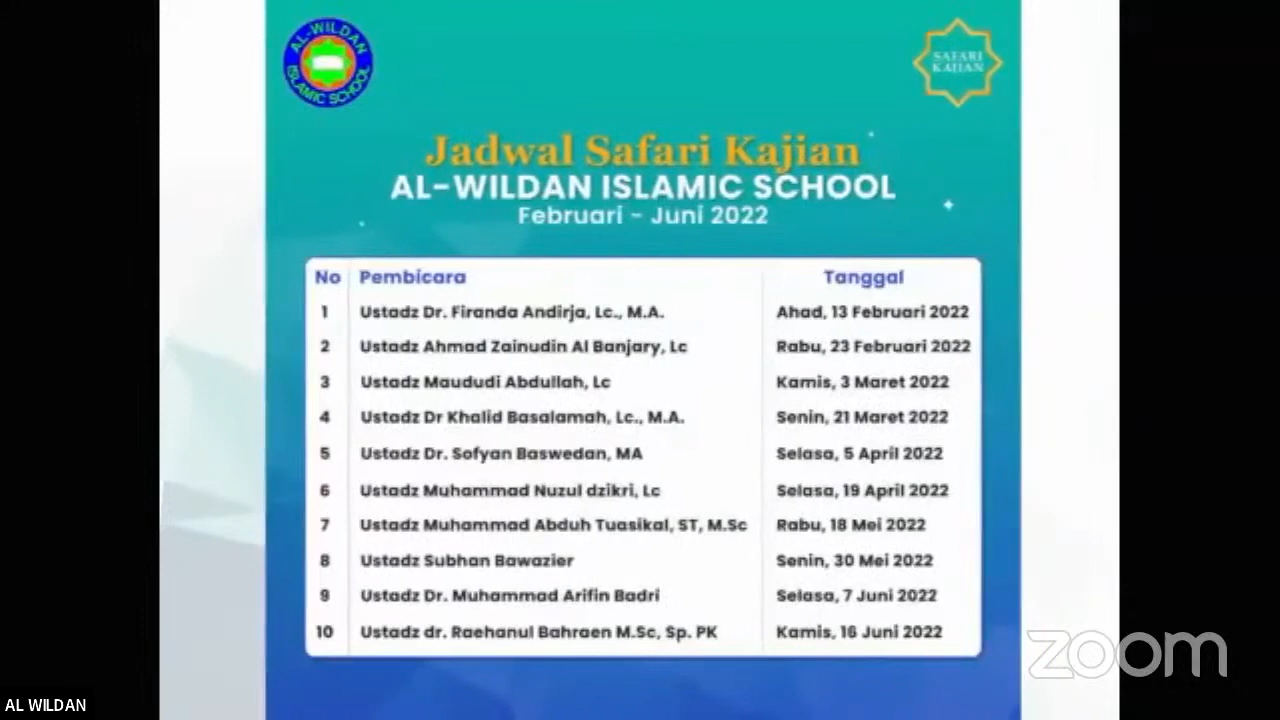 AL-WILDAN
ISLAMIC SCHOOL
SAFARI
KAJIAN
Jadwal Safari Kajian
AL-WILDAN ISLAMIC SCHOOL
Februari - Juni 2022
No Pembicara Tanggal
1 Ustadz Dr. Firanda Andirja, Lc., M.A. Ahad, 13 Februari 2022
2 Ustadz Ahmad Zainudin Al Banjary, Lc Rabu, 23 Februari 2022
3 Ustadz Maududi Abdullah, Lc Kamis, 3 Maret 2022
4 Ustadz Dr Khalid Basalamah, Lc., M.A. Senin, 21 Maret 2022
5 Ustadz Dr. Sofyan Baswedan, MA Selasa, 5 April 2022
6 Ustadz Muhammad Nuzul dzikri, Lc Selasa, 19 April 2022
7 Ustadz Muhammad Abduh Tuasikal, ST, M.Sc Rabu, 18 Mei 2022
8 Ustadz Subhan Bawazier Senin, 30 Mei 2022
9 Ustadz Dr. Muhammad Arifin Badri Selasa, 7 Juni 2022
10 Ustadz dr. Raehanul Bahraen M.Sc, Sp. PK Kamis, 16 Juni 2022
zoom
AL WILDAN